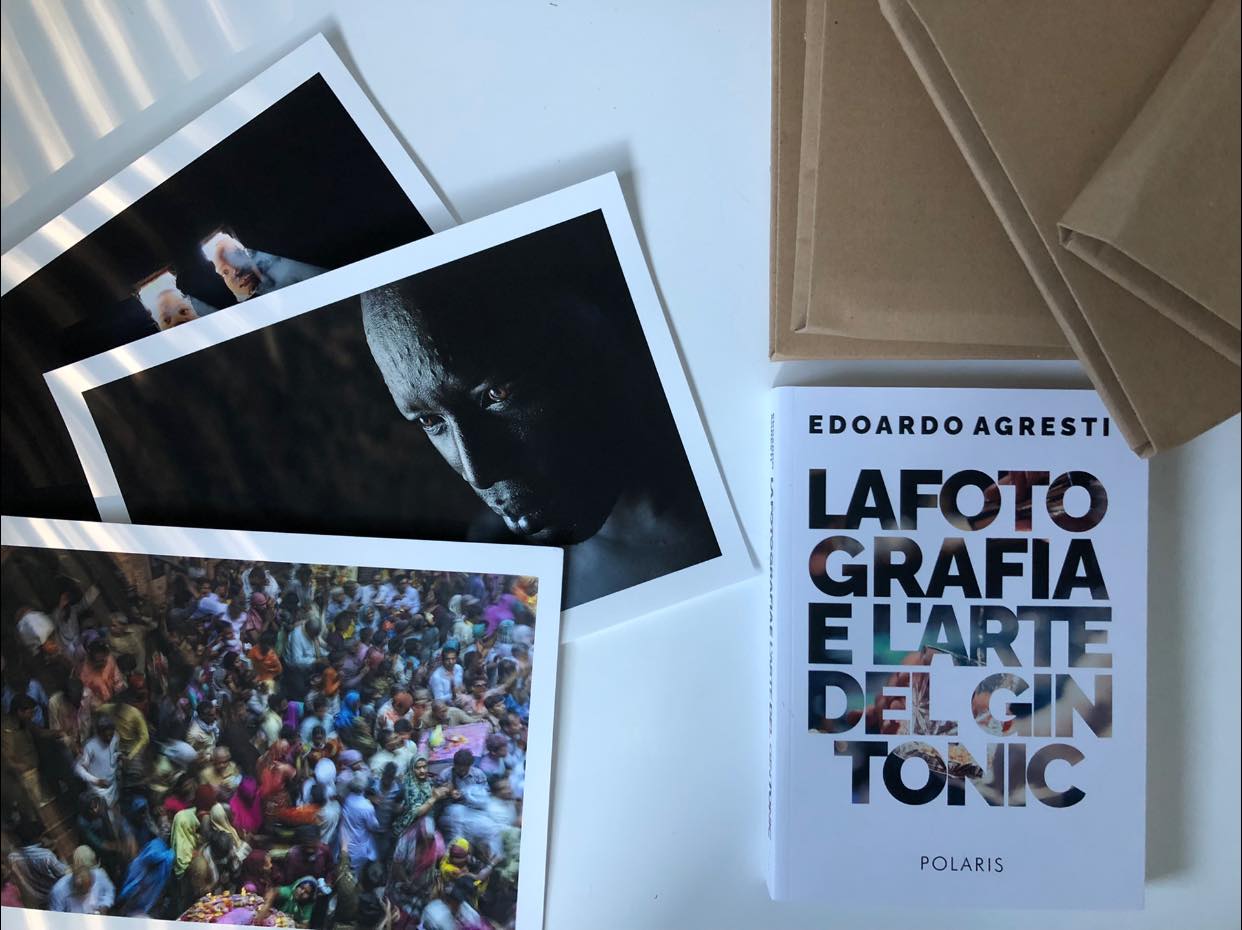 EDOARDO AGRESTI
LAFOTO
GRAFIA
E L'ARTE
DEL GIN
TONIC
POLARIS